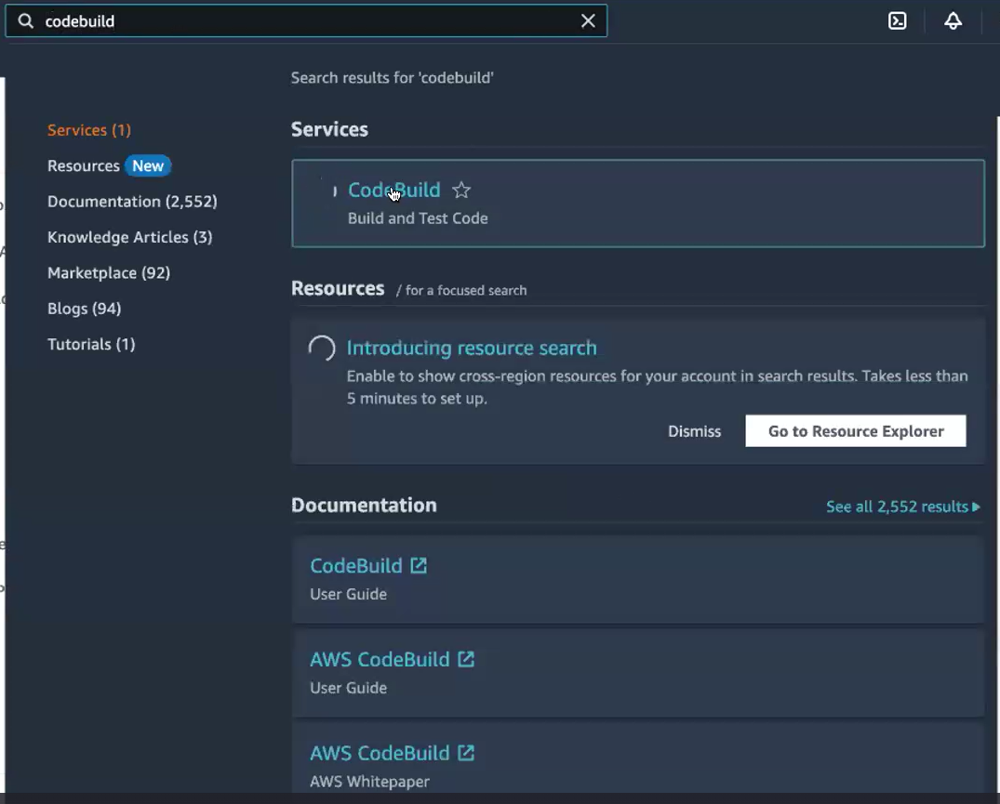 codebuild
Search results for 'codebuild'
Services (1)
Resources New
Documentation (2,552)
Knowledge Articles (3)
Marketplace (92)
Blogs (94)
Tutorials (1)
Services
CodeBuild
Build and Test Code
Resources / for a focused search
Introducing resource search
Enable to show cross-region resources for your account in search results. Takes less than
5 minutes to set up.
Dismiss
Go to Resource Explorer
Documentation
See all 2,552 results
CodeBuild
User Guide
AWS CodeBuild
User Guide
AWS CodeBuild
AWS Whitepaper